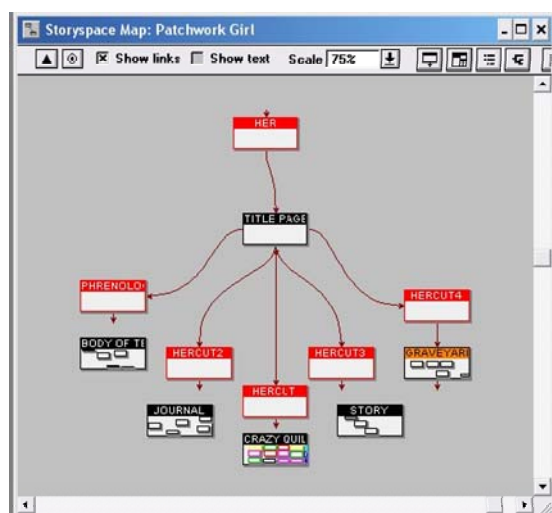 Storyspace Map: Patchwork Girl
Show links Show text Scale 75%
HER
TITLE PAGE
PHRENOLO
HERCUT4
BODY OF TE
HERCUT2
HERCUT3
GRAVEYARI
HERCUT
JOURNAL
STORY
CRAZY QUIL